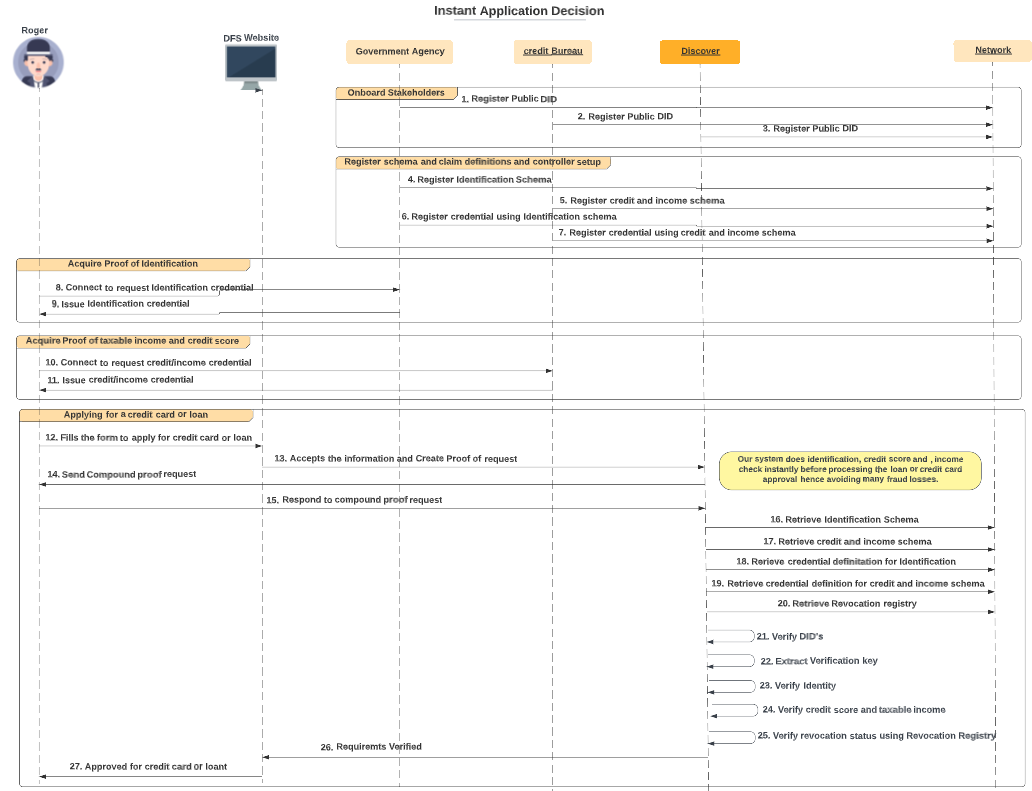 Instant Application Decision
Roger
DFS Website
Government Agency
credit Bureau
Discover
Network
Onboard Stakeholders
1. Register Public DID
2. Register Public DID
3. Register Public DID
Register schema and claim definitions and controller setup
4. Register Identification Schema
5. Register credit and income schema
6. Register credential using Identification schema
7. Register credential using credit and income schema
Acquire Proof of Identification
8. Connect to request Identification credential
9. Issue Identification credential
Acquire Proof of taxable income and credit score
10. Connect to request credit/income credential
11. Issue credit/income credential
Applying for a credit card or loan
12. Fills the form to apply for credit card or loan
13. Accepts the information and Create Proof of request
Our system does identification, credit score and , income
check instantly before processing the loan or credit card
approval hence avoiding many fraud losses.
14. Send Compound proof request
15. Respond to compound proof request
16. Retrieve Identification Schema
17. Retrieve credit and income schema
18. Rerieve credential definitation for Identification
19. Retrieve credential definition for credit and income schema
20. Retrieve Revocation registry
21. Verify DID's
22. Extract Verification key
23. Verify Identity
24. Verify credit score and taxable income
25. Verify revocation status using Revocation Registry
26. Requiremts Verified
27. Approved for credit card or loant